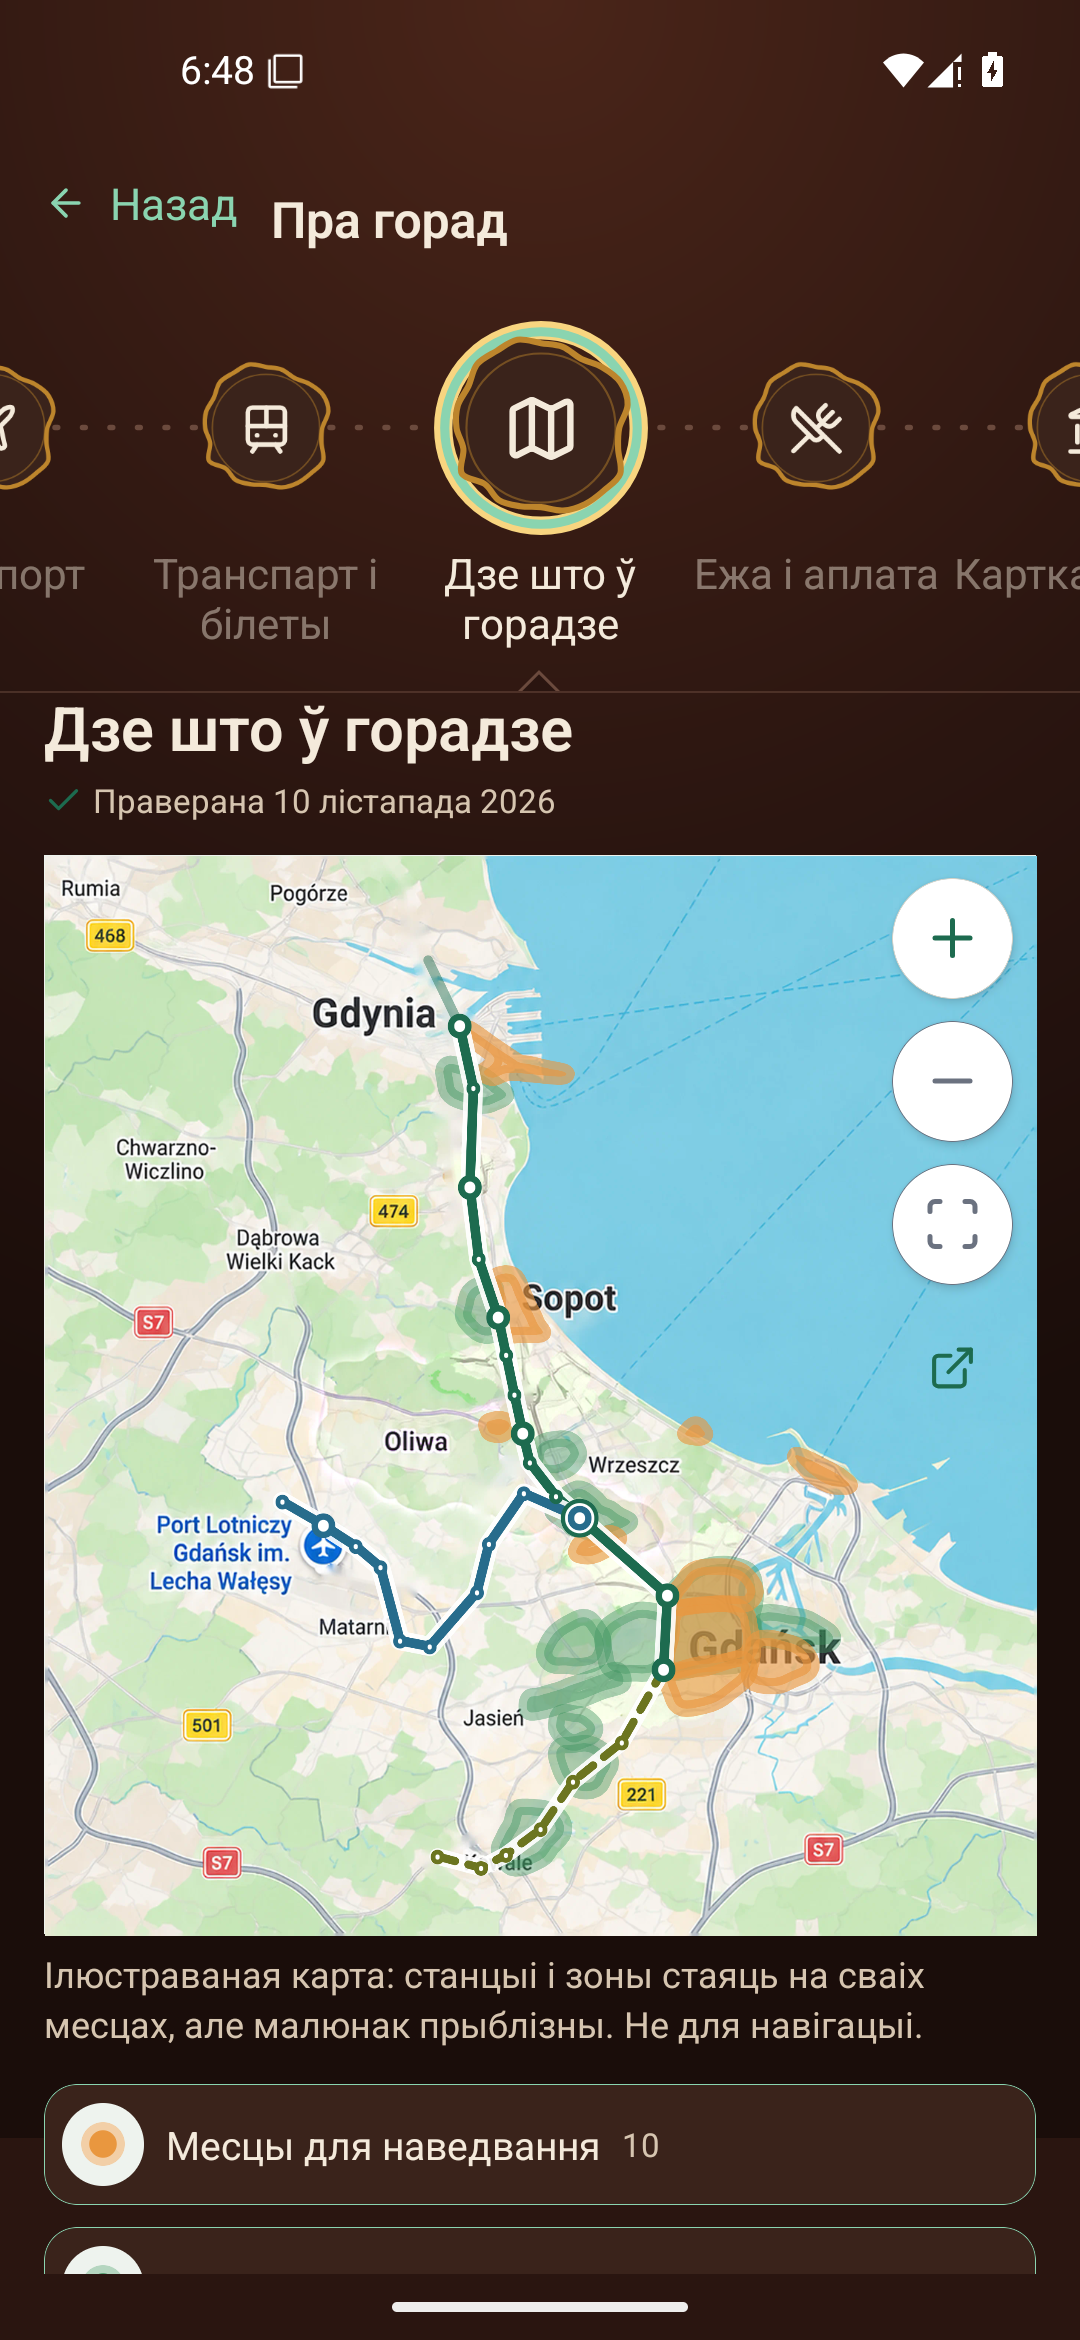 6:48
Назад
Пра горад
порт
Транспарт і
білеты
Дзе што ў
горадзе
Ежа і аплата
Картка
Дзе што ў горадзе
Праверана 10 лістапада 2026
Rumia
Pogórze
468
Gdynia
Chwarzno-
Wiczlino
474
Dąbrowa
Wielki Kack
Sopot
S7
Oliwa
Wrzeszcz
Port Lotniczy
Gdańsk im.
Lecha Wałęsy
Matarn
Gdańsk
Jasień
501
221
S7
S7
Ілюстраваная карта: станцыі і зоны стаяць на сваіх
месцах, але малюнак прыблізны. Не для навігацыі.
Месцы для наведвання 10